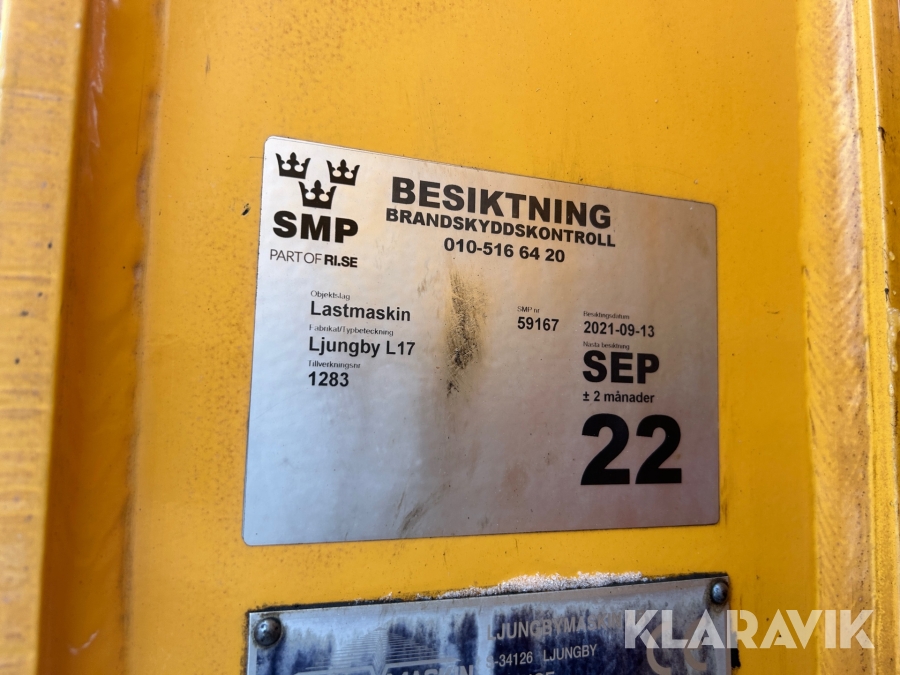 SMP
PART OF RI.SE
BESIKTNING
BRANDSKYDDSKONTROLL
010-516 64 20
Objektslag
Lastmaskin
Fabrikat/Typbeteckning
Ljungby L17
Tillverkningsnr
1283
SMP nr
59167
Besiktningsdatum
2021-09-13
Nästa besiktning
SEP
± 2 månader
22
LJUNGBYMASKIN
S-34126 LJUNGBY
CE
KLARAVIK